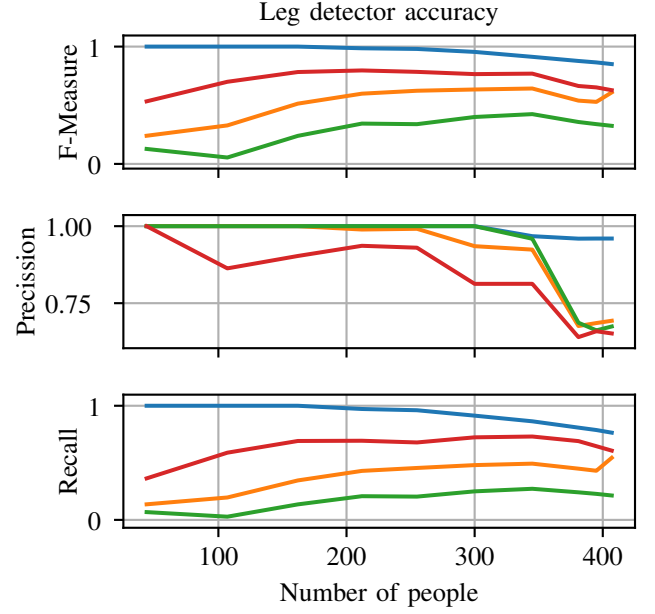 Leg detector accuracy
F-Measure
1
0
Precission
1.00
0.75
Recall
1
0
100 200 300 400
Number of people